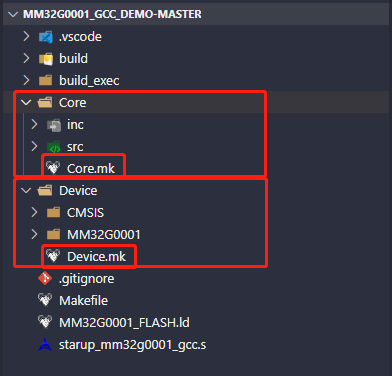 MM32G0001_GCC_DEMO-MASTER
.vscode
build
build_exec
Core
inc
src
Core.mk
Device
CMSIS
MM32G0001
Device.mk
.gitignore
Makefile
MM32G0001_FLASH.ld
starup_mm32g0001_gcc.s